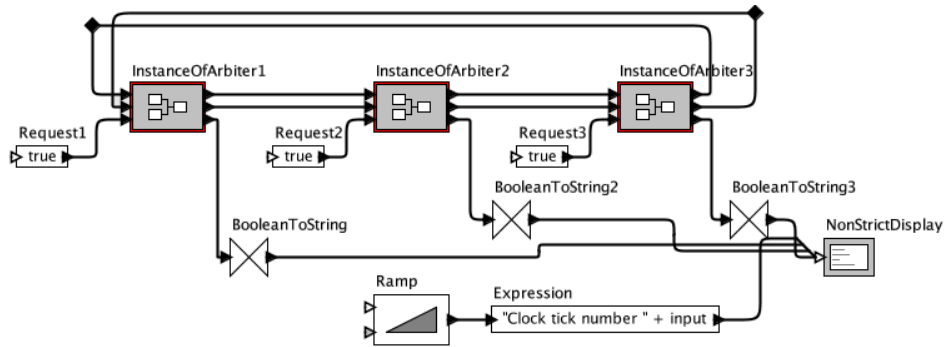 InstanceOfArbiter1
InstanceOfArbiter2
InstanceOfArbiter3
Request1
true
Request2
true
Request3
true
BooleanToString2
BooleanToString3
BooleanToString
NonStrictDisplay
Ramp
Expression
"Clock tick number " + input